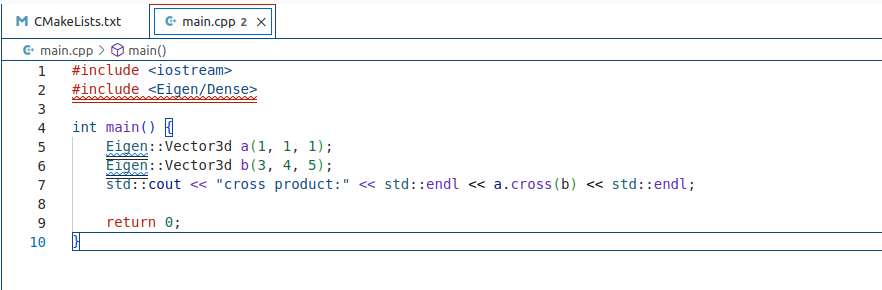 CMakeLists.txt
main.cpp 2
main.cpp > main()
1 #include <iostream>
2 #include <Eigen/Dense>
3
4 int main() {
5     Eigen::Vector3d a(1, 1, 1);
6     Eigen::Vector3d b(3, 4, 5);
7     std::cout << "cross product:" << std::endl << a.cross(b) << std::endl;
8
9     return 0;
10 }